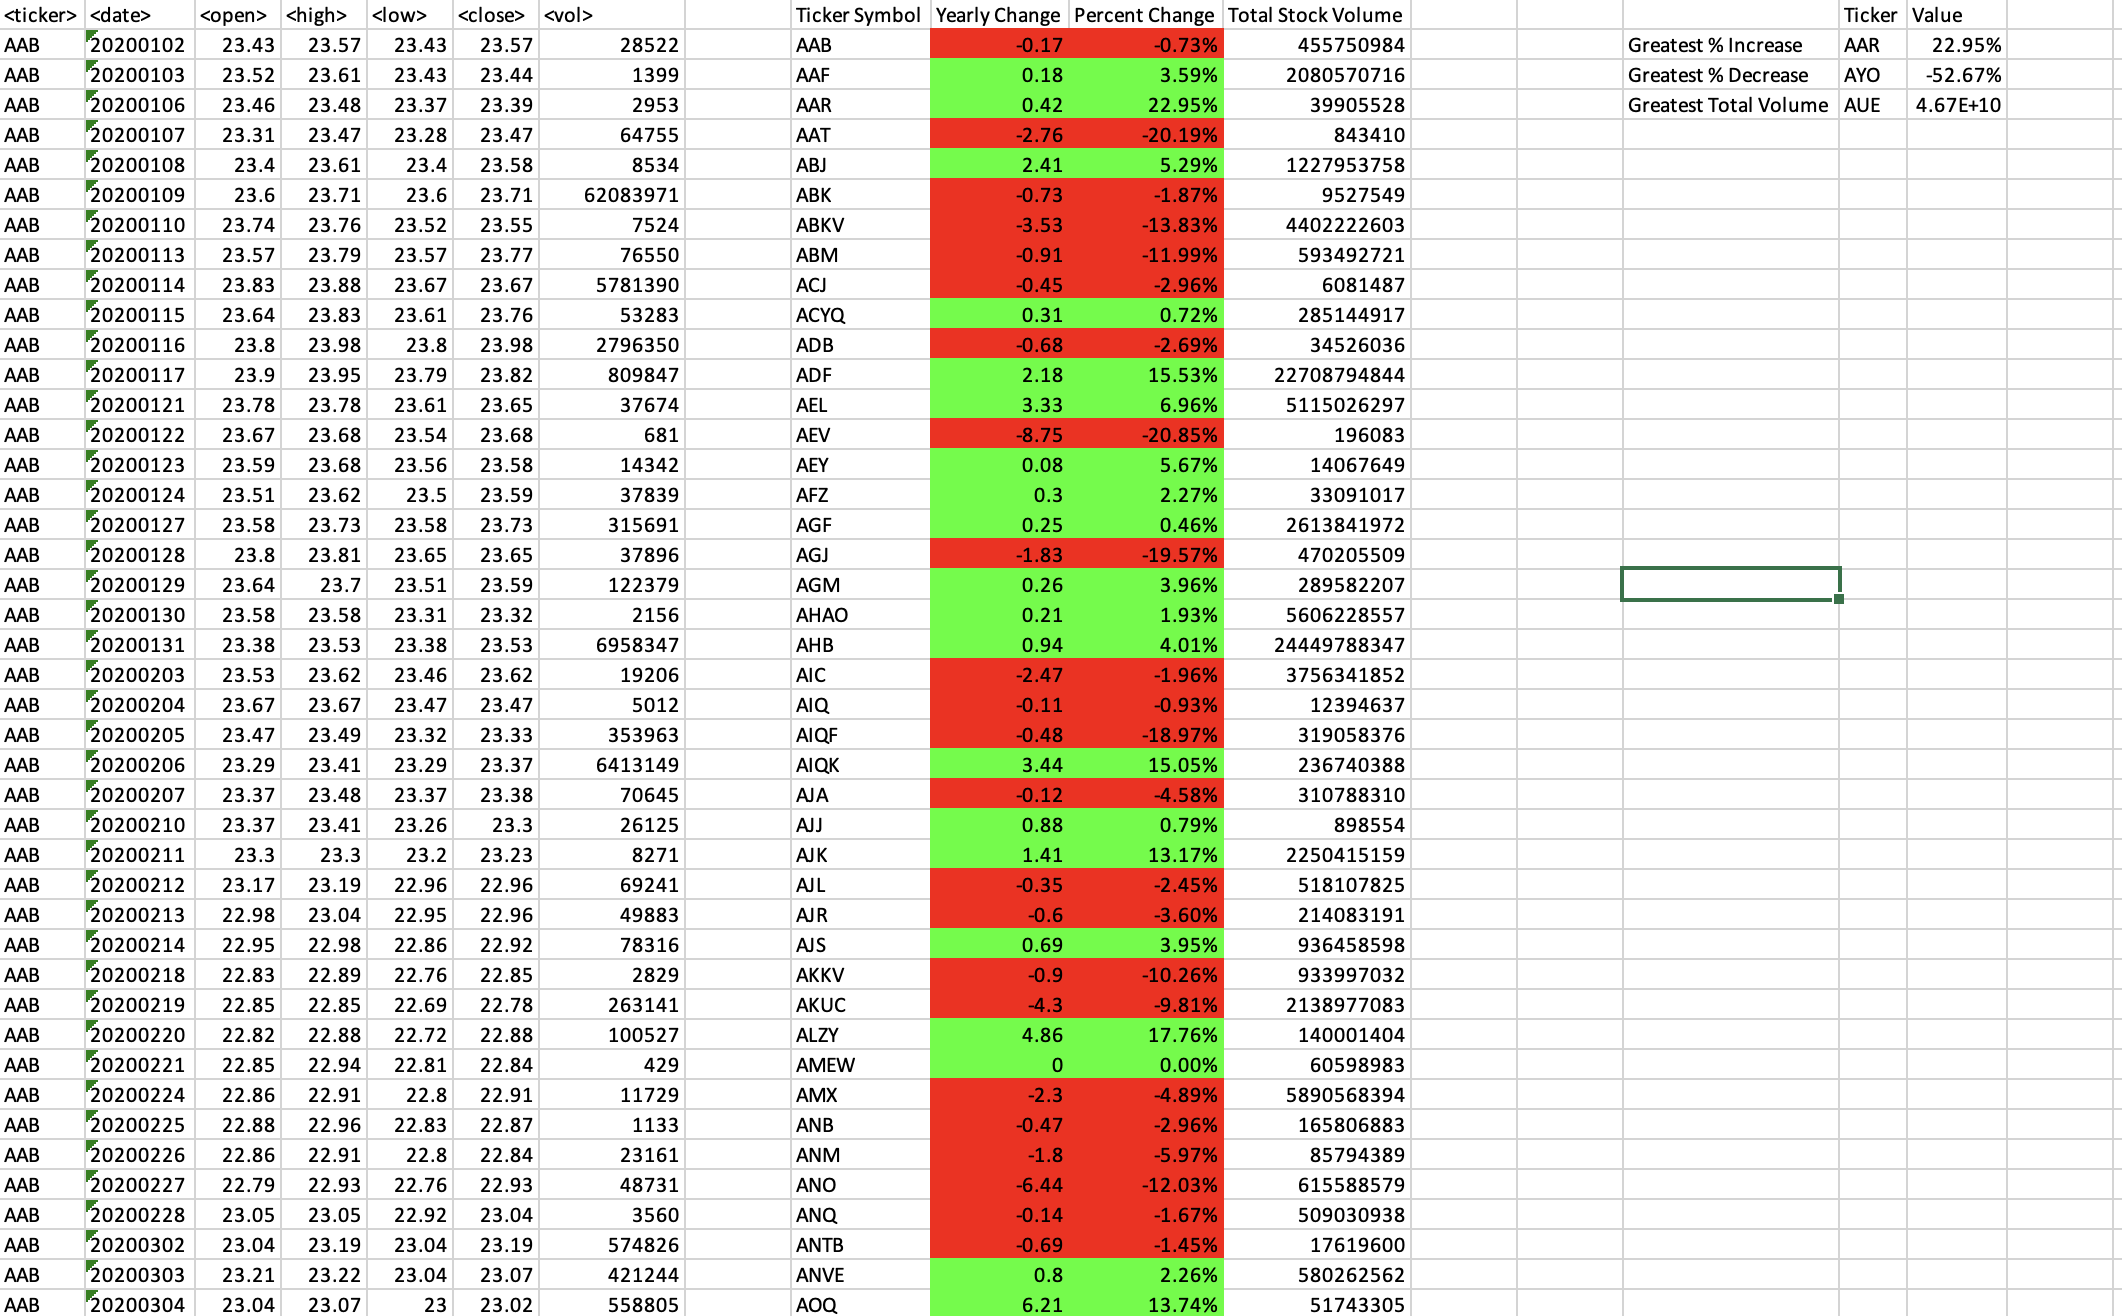 <ticker> <date> <open> <high> <low> <close> <vol> Ticker Symbol Yearly Change Percent Change Total Stock Volume Ticker Value
AAB 20200102 23.43 23.57 23.43 23.57 28522 AAB -0.17 -0.73% 455750984 Greatest % Increase AAR 22.95%
AAB 20200103 23.52 23.61 23.43 23.44 1399 AAF 0.18 3.59% 2080570716 Greatest % Decrease AYO -52.67%
AAB 20200106 23.46 23.48 23.37 23.39 2953 AAR 0.42 22.95% 39905528 Greatest Total Volume AUE 4.67E+10
AAB 20200107 23.31 23.47 23.28 23.47 64755 AAT -2.76 -20.19% 843410
AAB 20200108 23.4 23.61 23.4 23.58 8534 ABJ 2.41 5.29% 1227953758
AAB 20200109 23.6 23.71 23.6 23.71 62083971 ABK -0.73 -1.87% 9527549
AAB 20200110 23.74 23.76 23.52 23.55 7524 ABKV -3.53 -13.83% 4402222603
AAB 20200113 23.57 23.79 23.57 23.77 76550 ABM -0.91 -11.99% 593492721
AAB 20200114 23.83 23.88 23.67 23.67 5781390 ACJ -0.45 -2.96% 6081487
AAB 20200115 23.64 23.83 23.61 23.76 53283 ACYQ 0.31 0.72% 285144917
AAB 20200116 23.8 23.98 23.8 23.98 2796350 ADB -0.68 -2.69% 34526036
AAB 20200117 23.9 23.95 23.79 23.82 809847 ADF 2.18 15.53% 22708794844
AAB 20200121 23.78 23.78 23.61 23.65 37674 AEL 3.33 6.96% 5115026297
AAB 20200122 23.67 23.68 23.54 23.68 681 AEV -8.75 -20.85% 196083
AAB 20200123 23.59 23.68 23.56 23.58 14342 AEY 0.08 5.67% 14067649
AAB 20200124 23.51 23.62 23.5 23.59 37839 AFZ 0.3 2.27% 33091017
AAB 20200127 23.58 23.73 23.58 23.73 315691 AGF 0.25 0.46% 2613841972
AAB 20200128 23.8 23.81 23.65 23.65 37896 AGJ -1.83 -19.57% 470205509
AAB 20200129 23.64 23.7 23.51 23.59 122379 AGM 0.26 3.96% 289582207
AAB 20200130 23.58 23.58 23.31 23.32 2156 AHAO 0.21 1.93% 5606228557
AAB 20200131 23.38 23.53 23.38 23.53 6958347 AHB 0.94 4.01% 24449788347
AAB 20200203 23.53 23.62 23.46 23.62 19206 AIC -2.47 -1.96% 3756341852
AAB 20200204 23.67 23.67 23.47 23.47 5012 AIQ -0.11 -0.93% 12394637
AAB 20200205 23.47 23.49 23.32 23.33 353963 AIQF -0.48 -18.97% 319058376
AAB 20200206 23.29 23.41 23.29 23.37 6413149 AIQK 3.44 15.05% 236740388
AAB 20200207 23.37 23.48 23.37 23.38 70645 AJA -0.12 -4.58% 310788310
AAB 20200210 23.37 23.41 23.26 23.3 26125 AJJ 0.88 0.79% 898554
AAB 20200211 23.3 23.3 23.2 23.23 8271 AJK 1.41 13.17% 2250415159
AAB 20200212 23.17 23.19 22.96 22.96 69241 AJL -0.35 -2.45% 518107825
AAB 20200213 22.98 23.04 22.95 22.96 49883 AJR -0.6 -3.60% 214083191
AAB 20200214 22.95 22.98 22.86 22.92 78316 AJS 0.69 3.95% 936458598
AAB 20200218 22.83 22.89 22.76 22.85 2829 AKKV -0.9 -10.26% 933997032
AAB 20200219 22.85 22.85 22.69 22.78 263141 AKUC -4.3 -9.81% 2138977083
AAB 20200220 22.82 22.88 22.72 22.88 100527 ALZY 4.86 17.76% 140001404
AAB 20200221 22.85 22.94 22.81 22.84 429 AMEW 0 0.00% 60598983
AAB 20200224 22.86 22.91 22.8 22.91 11729 AMX -2.3 -4.89% 5890568394
AAB 20200225 22.88 22.96 22.83 22.87 1133 ANB -0.47 -2.96% 165806883
AAB 20200226 22.86 22.91 22.8 22.84 23161 ANM -1.8 -5.97% 85794389
AAB 20200227 22.79 22.93 22.76 22.93 48731 ANO -6.44 -12.03% 615588579
AAB 20200228 23.05 23.05 22.92 23.04 3560 ANQ -0.14 -1.67% 509030938
AAB 20200302 23.04 23.19 23.04 23.19 574826 ANTB -0.69 -1.45% 17619600
AAB 20200303 23.21 23.22 23.04 23.07 421244 ANVE 0.8 2.26% 580262562
AAB 20200304 23.04 23.07 23 23.02 558805 AOQ 6.21 13.74% 51743305